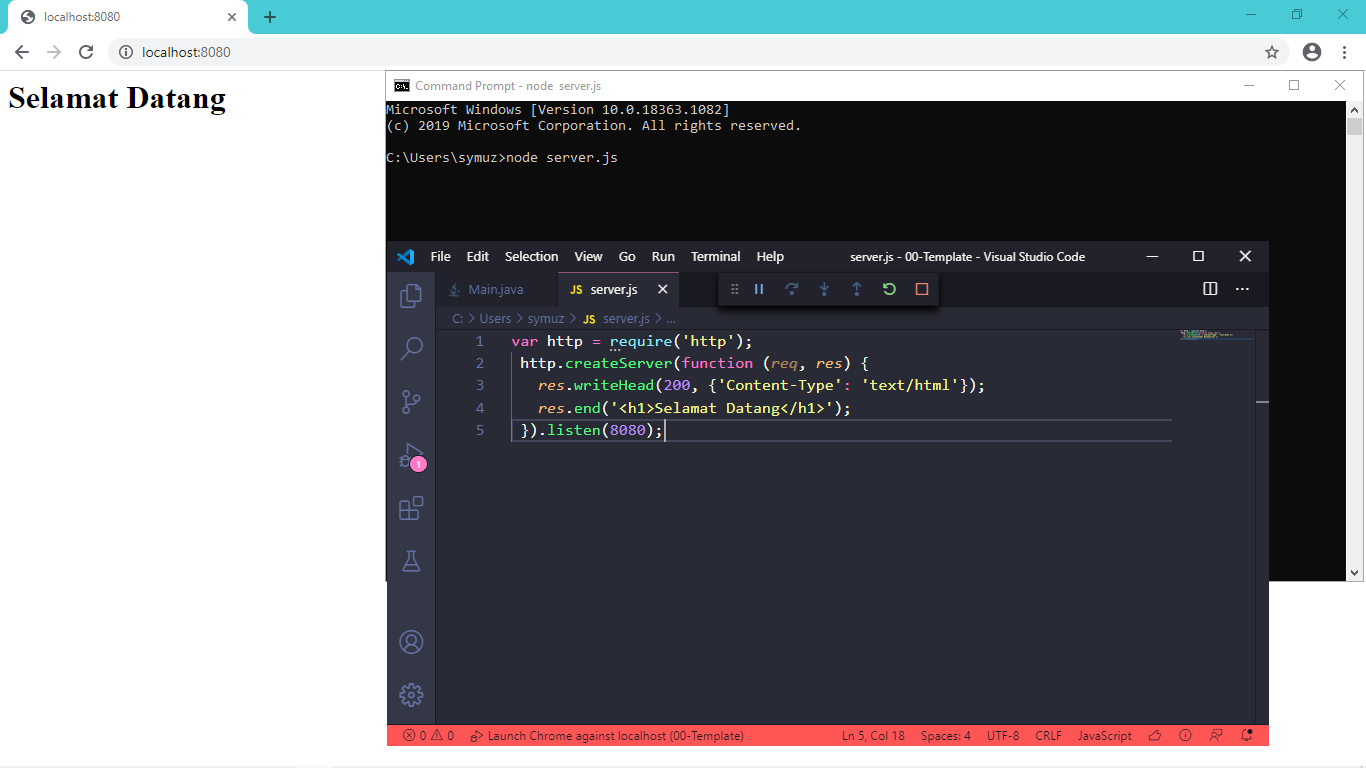 localhost:8080
localhost:8080
Selamat Datang
Command Prompt - node server.js
Microsoft Windows [Version 10.0.18363.1082]
(c) 2019 Microsoft Corporation. All rights reserved.
C:\Users\symuz>node server.js
File Edit Selection View Go Run Terminal Help server.js - 00-Template - Visual Studio Code
Main.java JS server.js
C: > Users > symuz > JS server.js > ...
1 var http = require('http');
2 http.createServer(function (req, res) {
3 res.writeHead(200, {'Content-Type': 'text/html'});
4 res.end('<h1>Selamat Datang</h1>');
5 }).listen(8080);
1
0 0 Launch Chrome against localhost (00-Template) Ln 5, Col 18 Spaces: 4 UTF-8 CRLF JavaScript